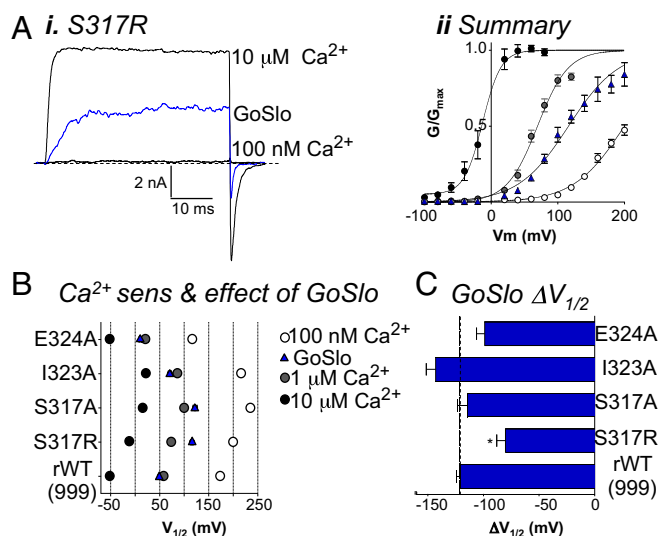 A i. S317R
10 μM Ca²⁺
GoSlo
100 nM Ca²⁺
2 nA
10 ms
ii Summary
G/Gmax
1.0
0.5
-100 0 100 200
Vm (mV)
B Ca²⁺ sens & effect of GoSlo
E324A
I323A
S317A
S317R
rWT
(999)
100 nM Ca²⁺
GoSlo
1 μM Ca²⁺
10 μM Ca²⁺
-50 50 150 250
V1/2 (mV)
C GoSlo ΔV1/2
E324A
I323A
S317A
S317R
*
rWT
(999)
-150 -100 -50 0
ΔV1/2 (mV)